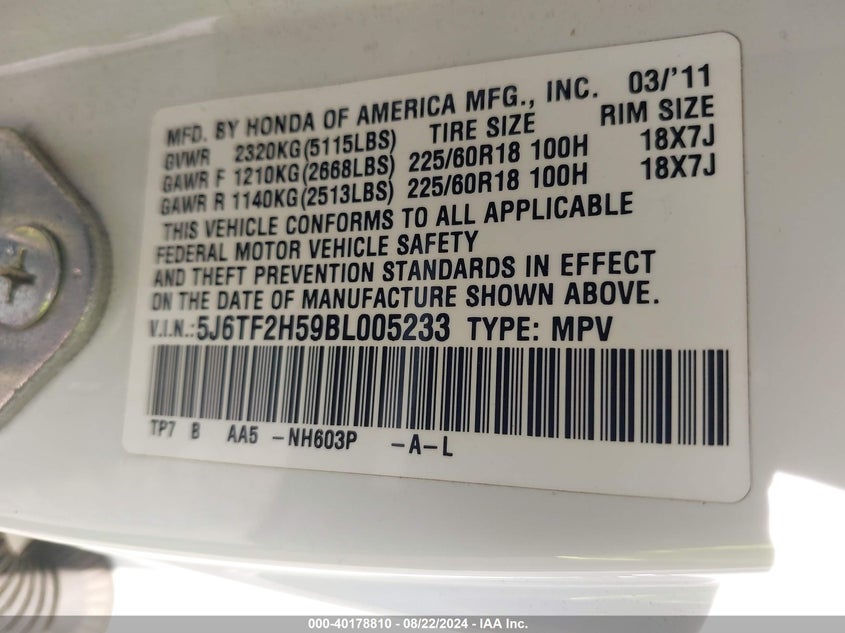 MFD. BY HONDA OF AMERICA MFG., INC. 03/'11
GVWR 2320KG(5115LBS) TIRE SIZE RIM SIZE
GAWR F 1210KG(2668LBS) 225/60R18 100H 18X7J
GAWR R 1140KG(2513LBS) 225/60R18 100H 18X7J
THIS VEHICLE CONFORMS TO ALL APPLICABLE
FEDERAL MOTOR VEHICLE SAFETY
AND THEFT PREVENTION STANDARDS IN EFFECT
ON THE DATE OF MANUFACTURE SHOWN ABOVE.
V.I.N.:5J6TF2H59BL005233 TYPE: MPV
TP7 B AA5 -NH603P -A-L
000-40178810 - 08/22/2024 - IAA Inc.